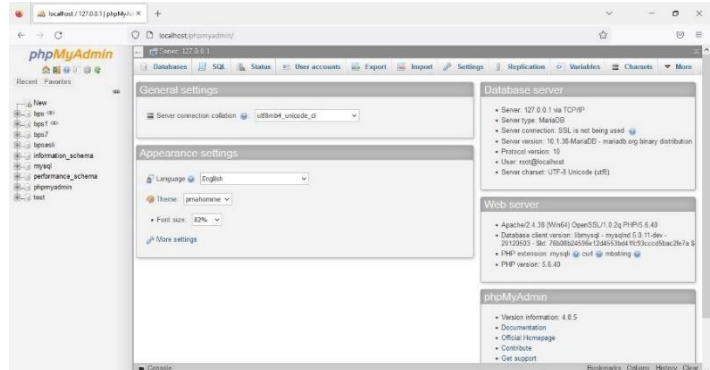 localhost / 127.0.0.1 | phpMyAd
localhost/phpmyadmin/
phpMyAdmin
Recent Favorites
New
bps
bps1
bps7
bpsasli
information_schema
mysql
performance_schema
phpmyadmin
test
Server: 127.0.0.1
Databases SQL Status User accounts Export Import Settings Replication Variables Charsets More
General settings
Server connection collation utf8mb4_unicode_ci
Appearance settings
Language English
Theme: pmahomme
Font size: 82%
More settings
Database server
Server: 127.0.0.1 via TCP/IP
Server type: MariaDB
Server connection: SSL is not being used
Server version: 10.1.38-MariaDB - mariadb.org binary distribution
Protocol version: 10
User: root@localhost
Server charset: UTF-8 Unicode (utf8)
Web server
Apache/2.4.38 (Win64) OpenSSL/1.0.2q PHP/5.6.40
Database client version: libmysql - mysqlnd 5.0.11-dev -
20120503 - $Id:
PHP extension: mysqli curl mbstring
PHP version: 5.6.40
phpMyAdmin
Version information: 4.8.5
Documentation
Official Homepage
Contribute
Get support
Console Bookmarks Options History Clear